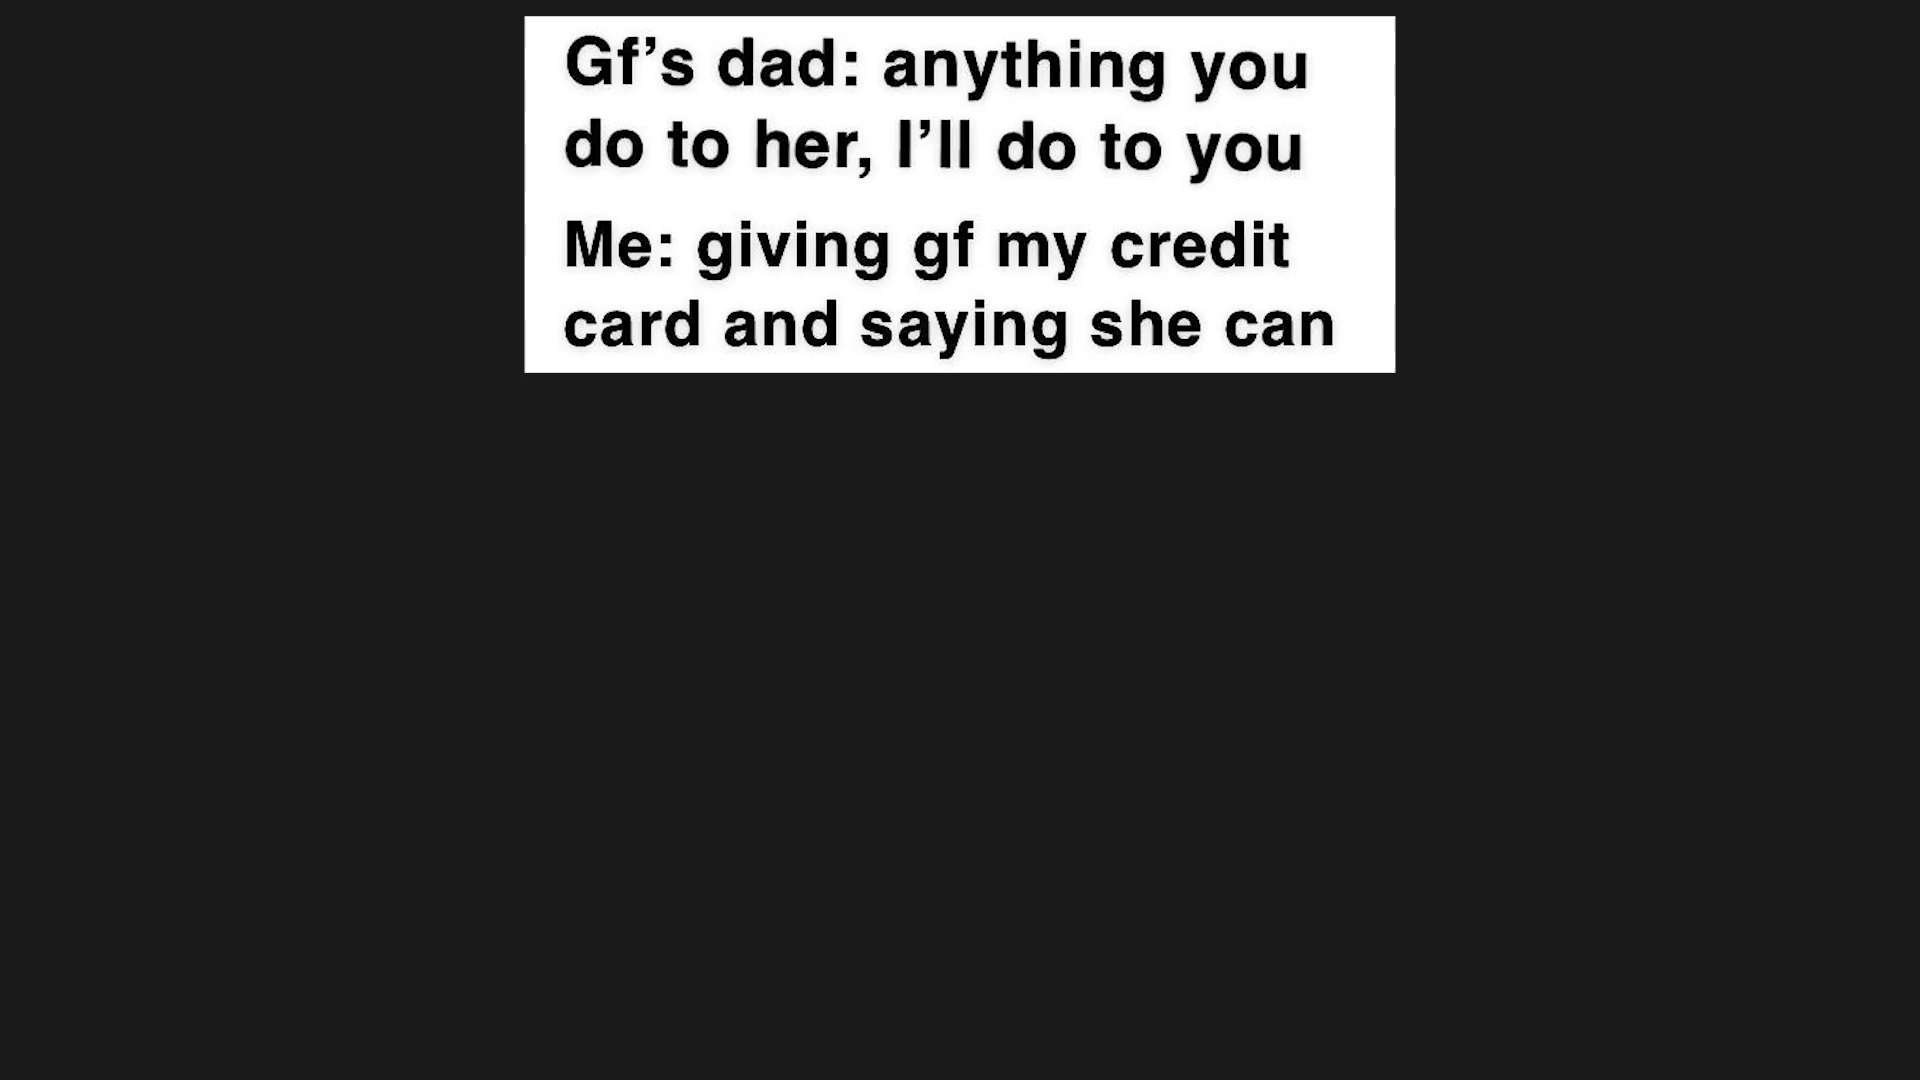 Gf’s dad: anything you
do to her, I’ll do to you
Me: giving gf my credit
card and saying she can